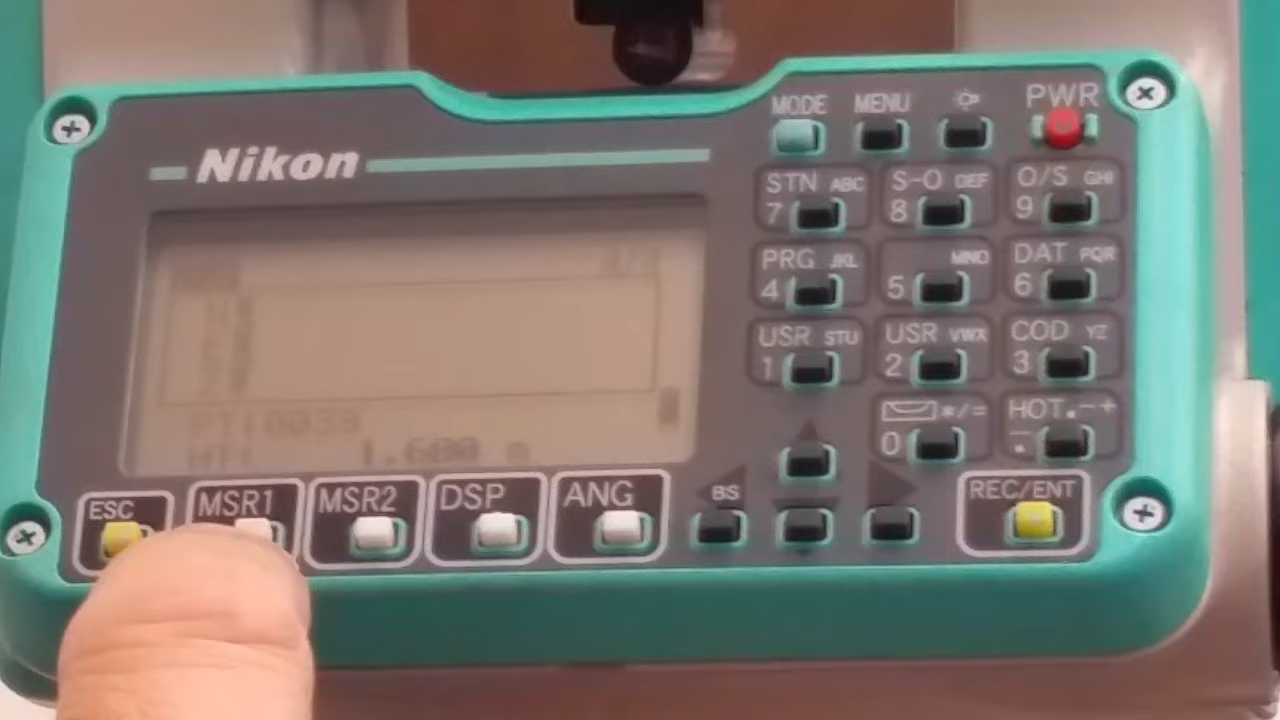 Nikon
MODE MENU PWR
STN ABC S-O DEF O/S GHI
7 8 9
PRG JKL MNO DAT PQR
4 5 6
USR STU USR VWX COD YZ
1 2 3
*/= HOT.-+
0 .
PT:0033
HT: 1.600 m
ESC MSR1 MSR2 DSP ANG BS REC/ENT